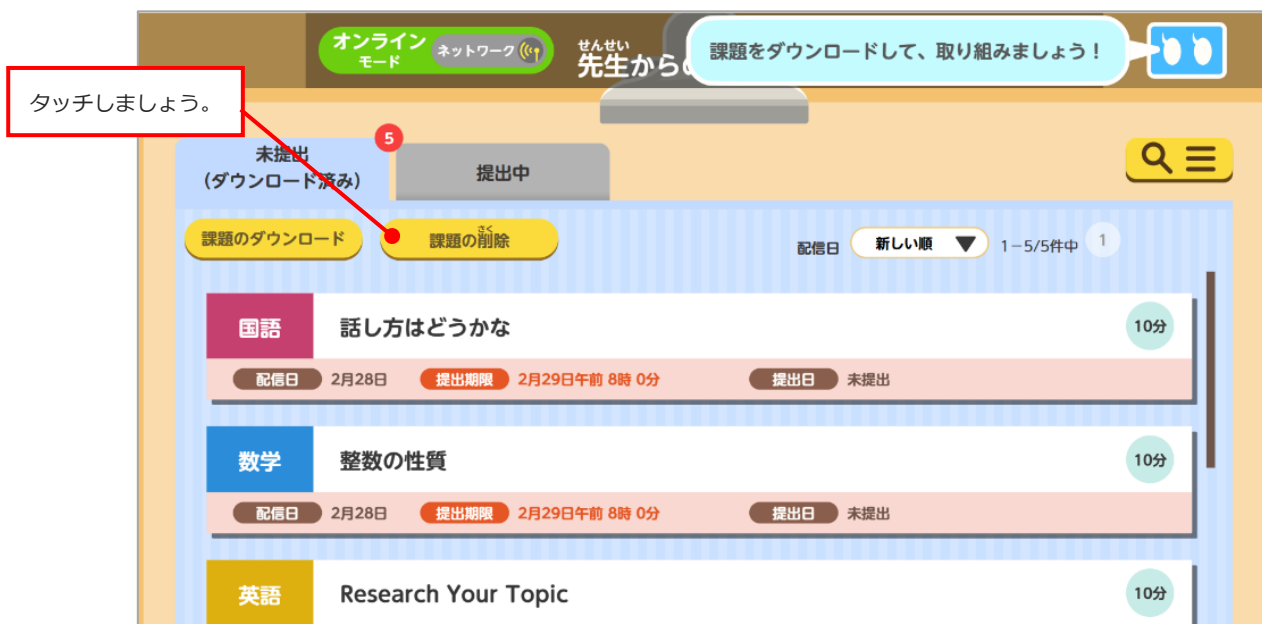 オンライン
モード
ネットワーク
せんせい
先生から
課題をダウンロードして、取り組みましょう！
タッチしましょう。
5
未提出
(ダウンロード済み)
提出中
課題のダウンロード
さく
課題の削除
配信日 新しい順 ▼ 1－5/5件中 1
国語 話し方はどうかな 10分
配信日 2月28日 提出期限 2月29日午前 8時 0分 提出日 未提出
数学 整数の性質 10分
配信日 2月28日 提出期限 2月29日午前 8時 0分 提出日 未提出
英語 Research Your Topic 10分